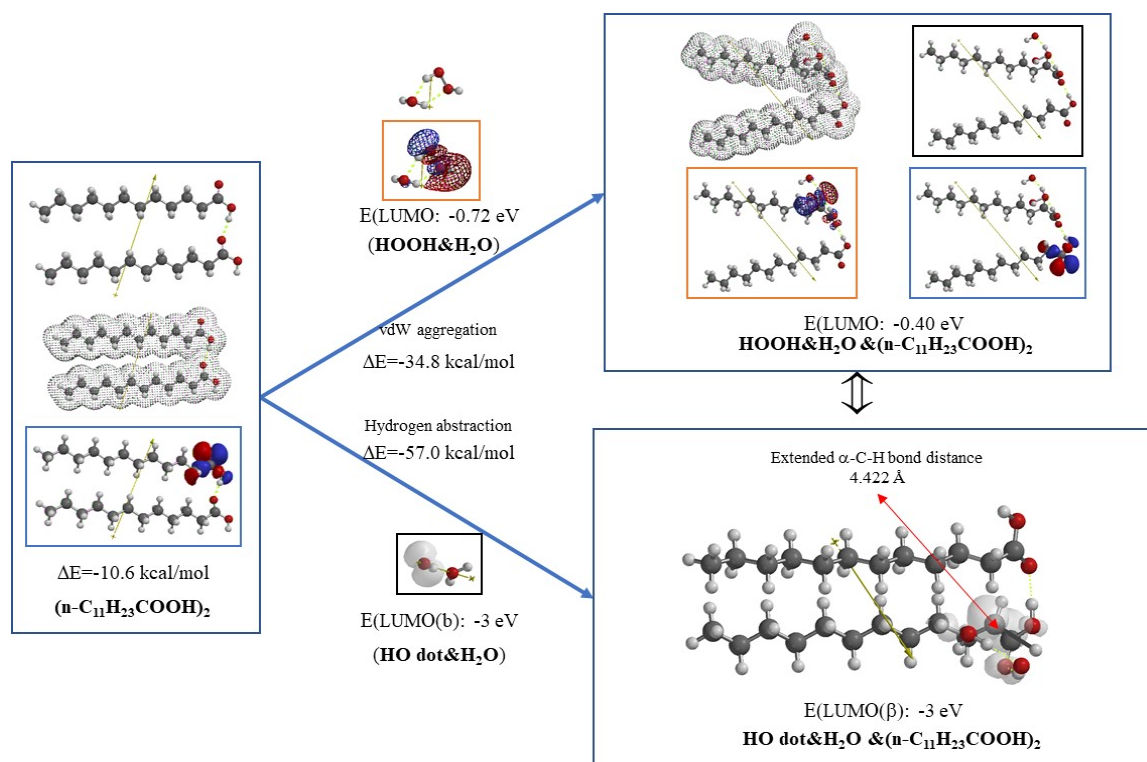 ΔE=-10.6 kcal/mol
(n-C₁₁H₂₃COOH)₂
E(LUMO: -0.72 eV
(HOOH&H₂O)
vdW aggregation
ΔE=-34.8 kcal/mol
Hydrogen abstraction
ΔE=-57.0 kcal/mol
E(LUMO(b): -3 eV
(HO dot&H₂O)
E(LUMO: -0.40 eV
HOOH&H₂O &(n-C₁₁H₂₃COOH)₂
Extended α-C-H bond distance
4.422 Å
E(LUMO(β): -3 eV
HO dot&H₂O &(n-C₁₁H₂₃COOH)₂